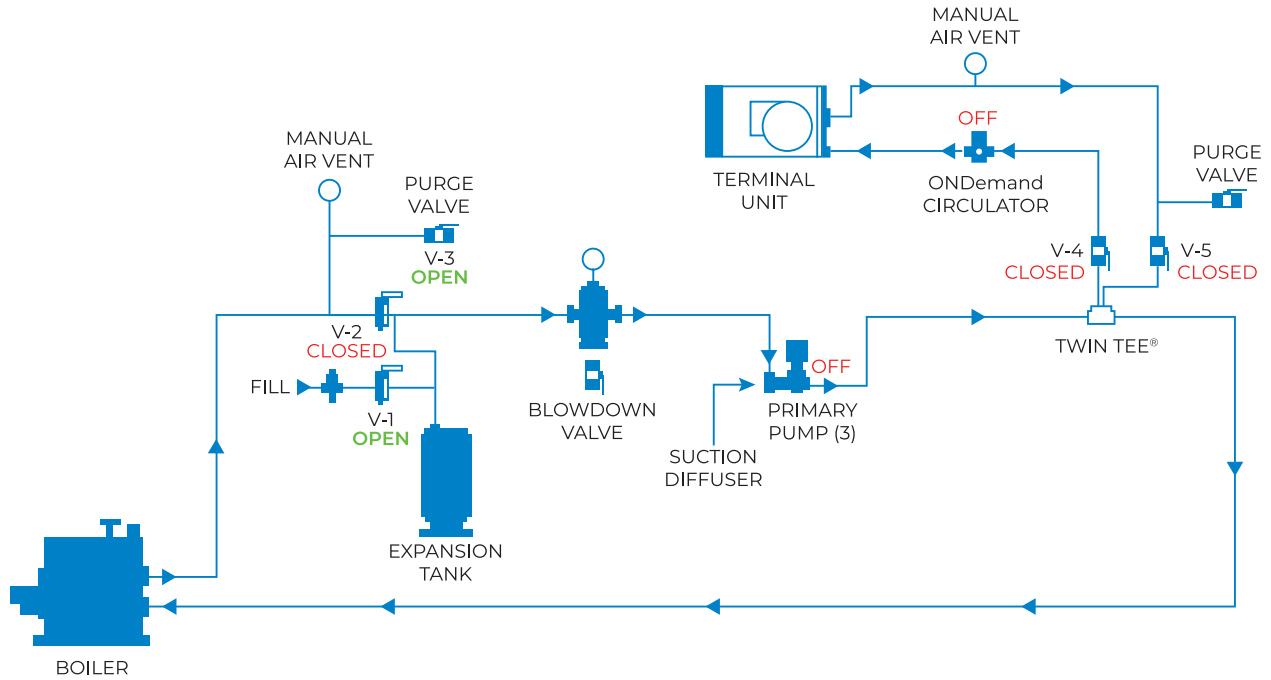 MANUAL
AIR VENT
OFF
TERMINAL
UNIT
ONDemand
CIRCULATOR
PURGE
VALVE
V-4
CLOSED
V-5
CLOSED
TWIN TEE®
MANUAL
AIR VENT
PURGE
VALVE
V-3
OPEN
V-2
CLOSED
FILL
V-1
OPEN
BLOWDOWN
VALVE
OFF
PRIMARY
PUMP (3)
SUCTION
DIFFUSER
EXPANSION
TANK
BOILER